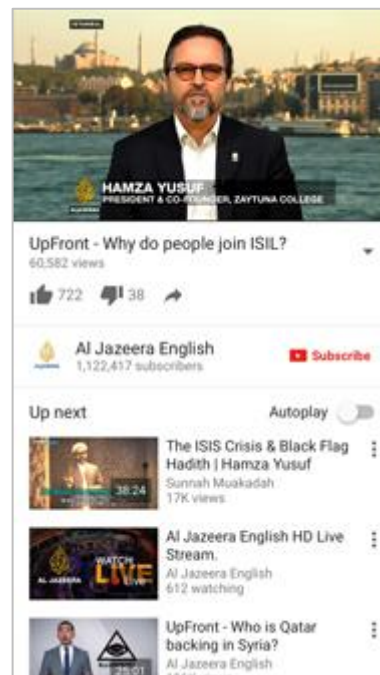 ISTANBUL
HAMZA YUSUF
PRESIDENT & CO-FOUNDER, ZAYTUNA COLLEGE
ALJAZEERA
UpFront - Why do people join ISIL?
60,582 views
722 38
Al Jazeera English
1,122,417 subscribers
Subscribe
Up next
Autoplay
The ISIS Crisis & Black Flag
Hadith | Hamza Yusuf
Sunnah Muakadah
17K views
38:24
Al Jazeera English HD Live
Stream.
Al Jazeera English
612 watching
WATCH
LIVE
AL JAZEERA
UpFront - Who is Qatar
backing in Syria?
Al Jazeera English
25:01